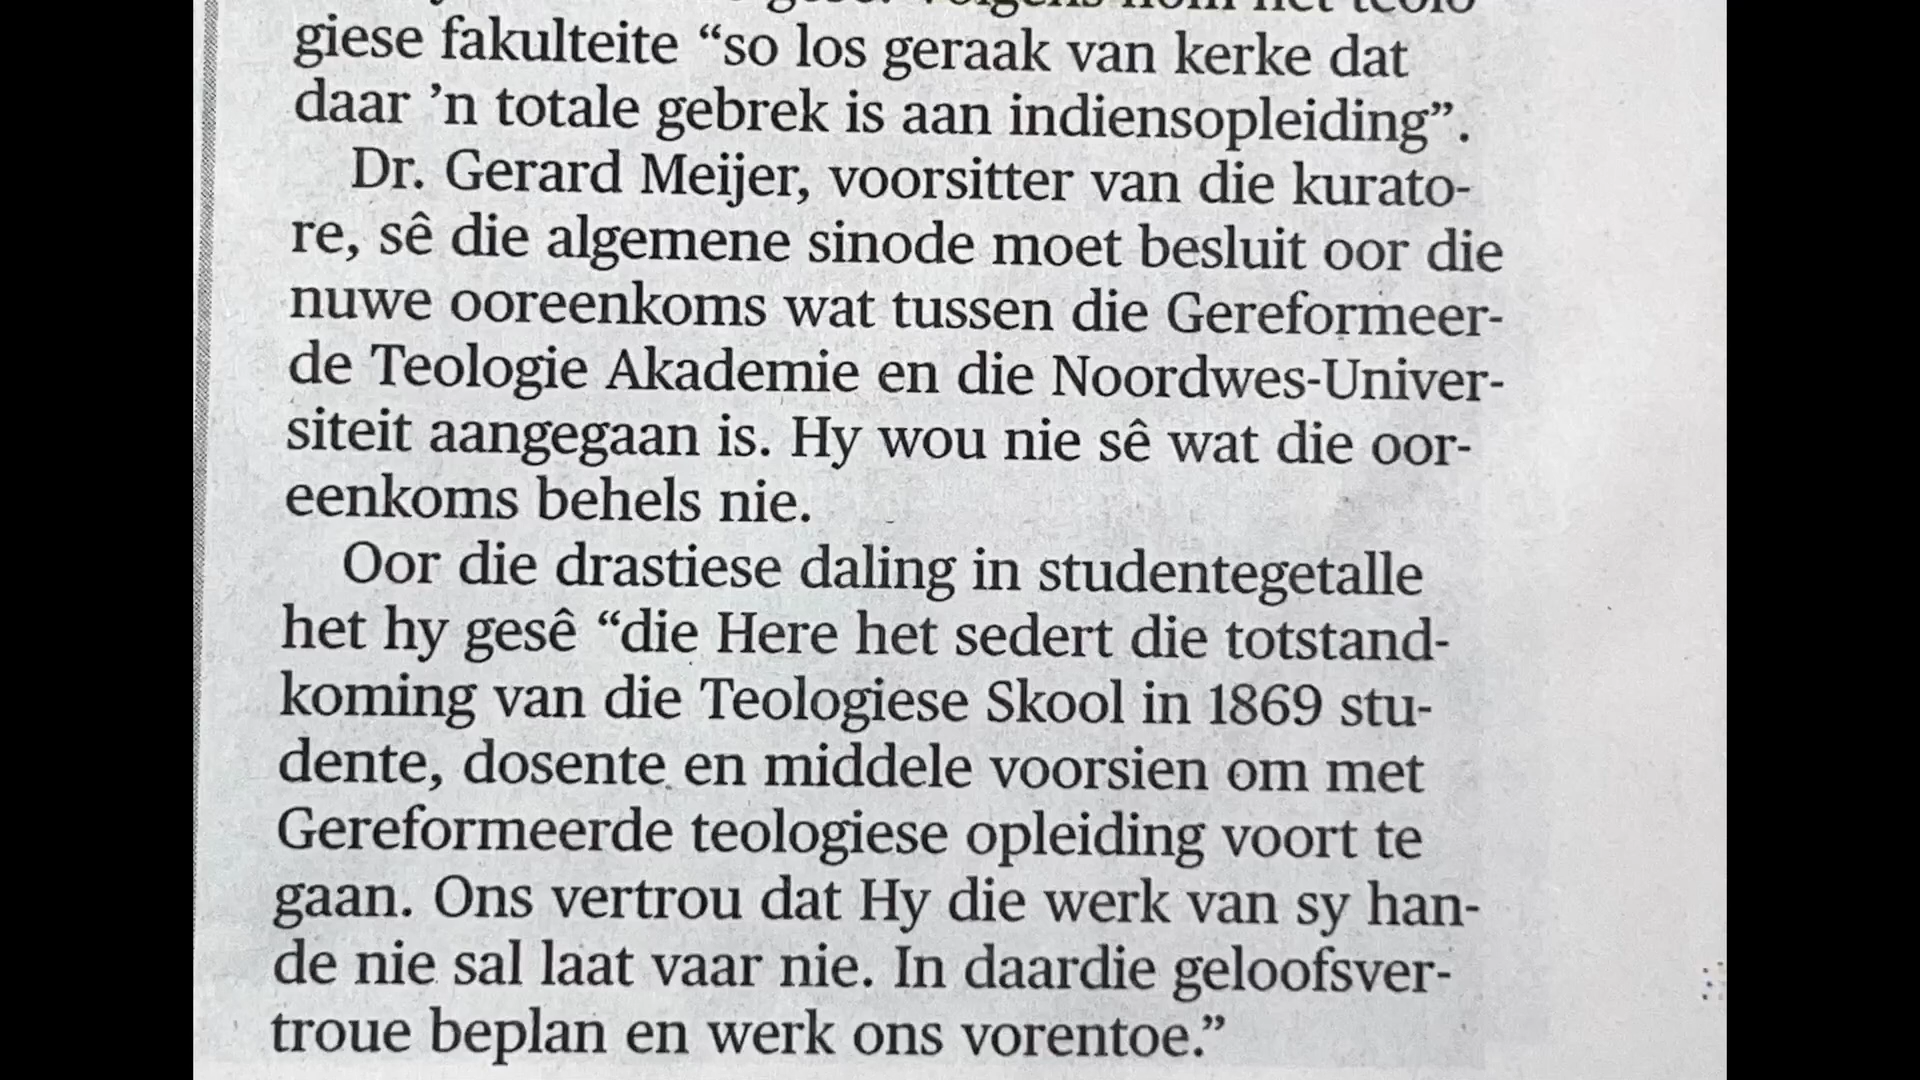 giese fakulteite “so los geraak van kerke dat
daar ’n totale gebrek is aan indiensopleiding”.
Dr. Gerard Meijer, voorsitter van die kurato-
re, sê die algemene sinode moet besluit oor die
nuwe ooreenkoms wat tussen die Gereformeer-
de Teologie Akademie en die Noordwes-Univer-
siteit aangegaan is. Hy wou nie sê wat die oor-
eenkoms behels nie.
Oor die drastiese daling in studentegetalle
het hy gesê “die Here het sedert die totstand-
koming van die Teologiese Skool in 1869 stu-
dente, dosente en middele voorsien om met
Gereformeerde teologiese opleiding voort te
gaan. Ons vertrou dat Hy die werk van sy han-
de nie sal laat vaar nie. In daardie geloofsver-
troue beplan en werk ons vorentoe.”